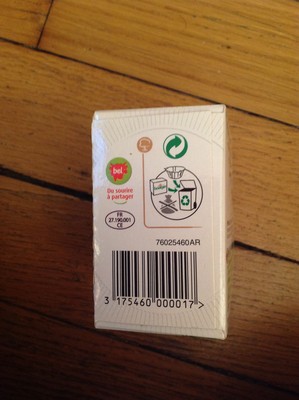 bel
Du sourire
à partager
FR
27.190.001
CE
76025460AR
3 175460 000017 >